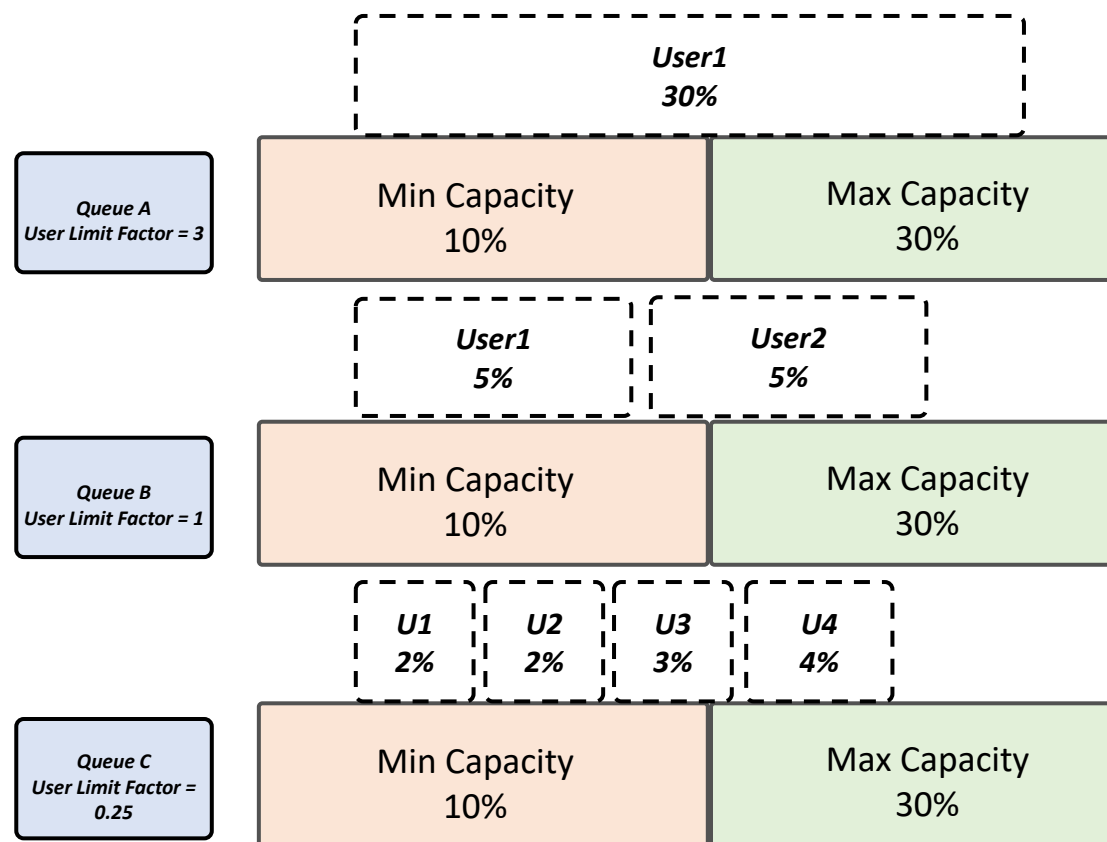 User1
30%
Queue A
User Limit Factor = 3
Min Capacity
10%
Max Capacity
30%
User1
5%
User2
5%
Queue B
User Limit Factor = 1
Min Capacity
10%
Max Capacity
30%
U1
2%
U2
2%
U3
3%
U4
4%
Queue C
User Limit Factor =
0.25
Min Capacity
10%
Max Capacity
30%